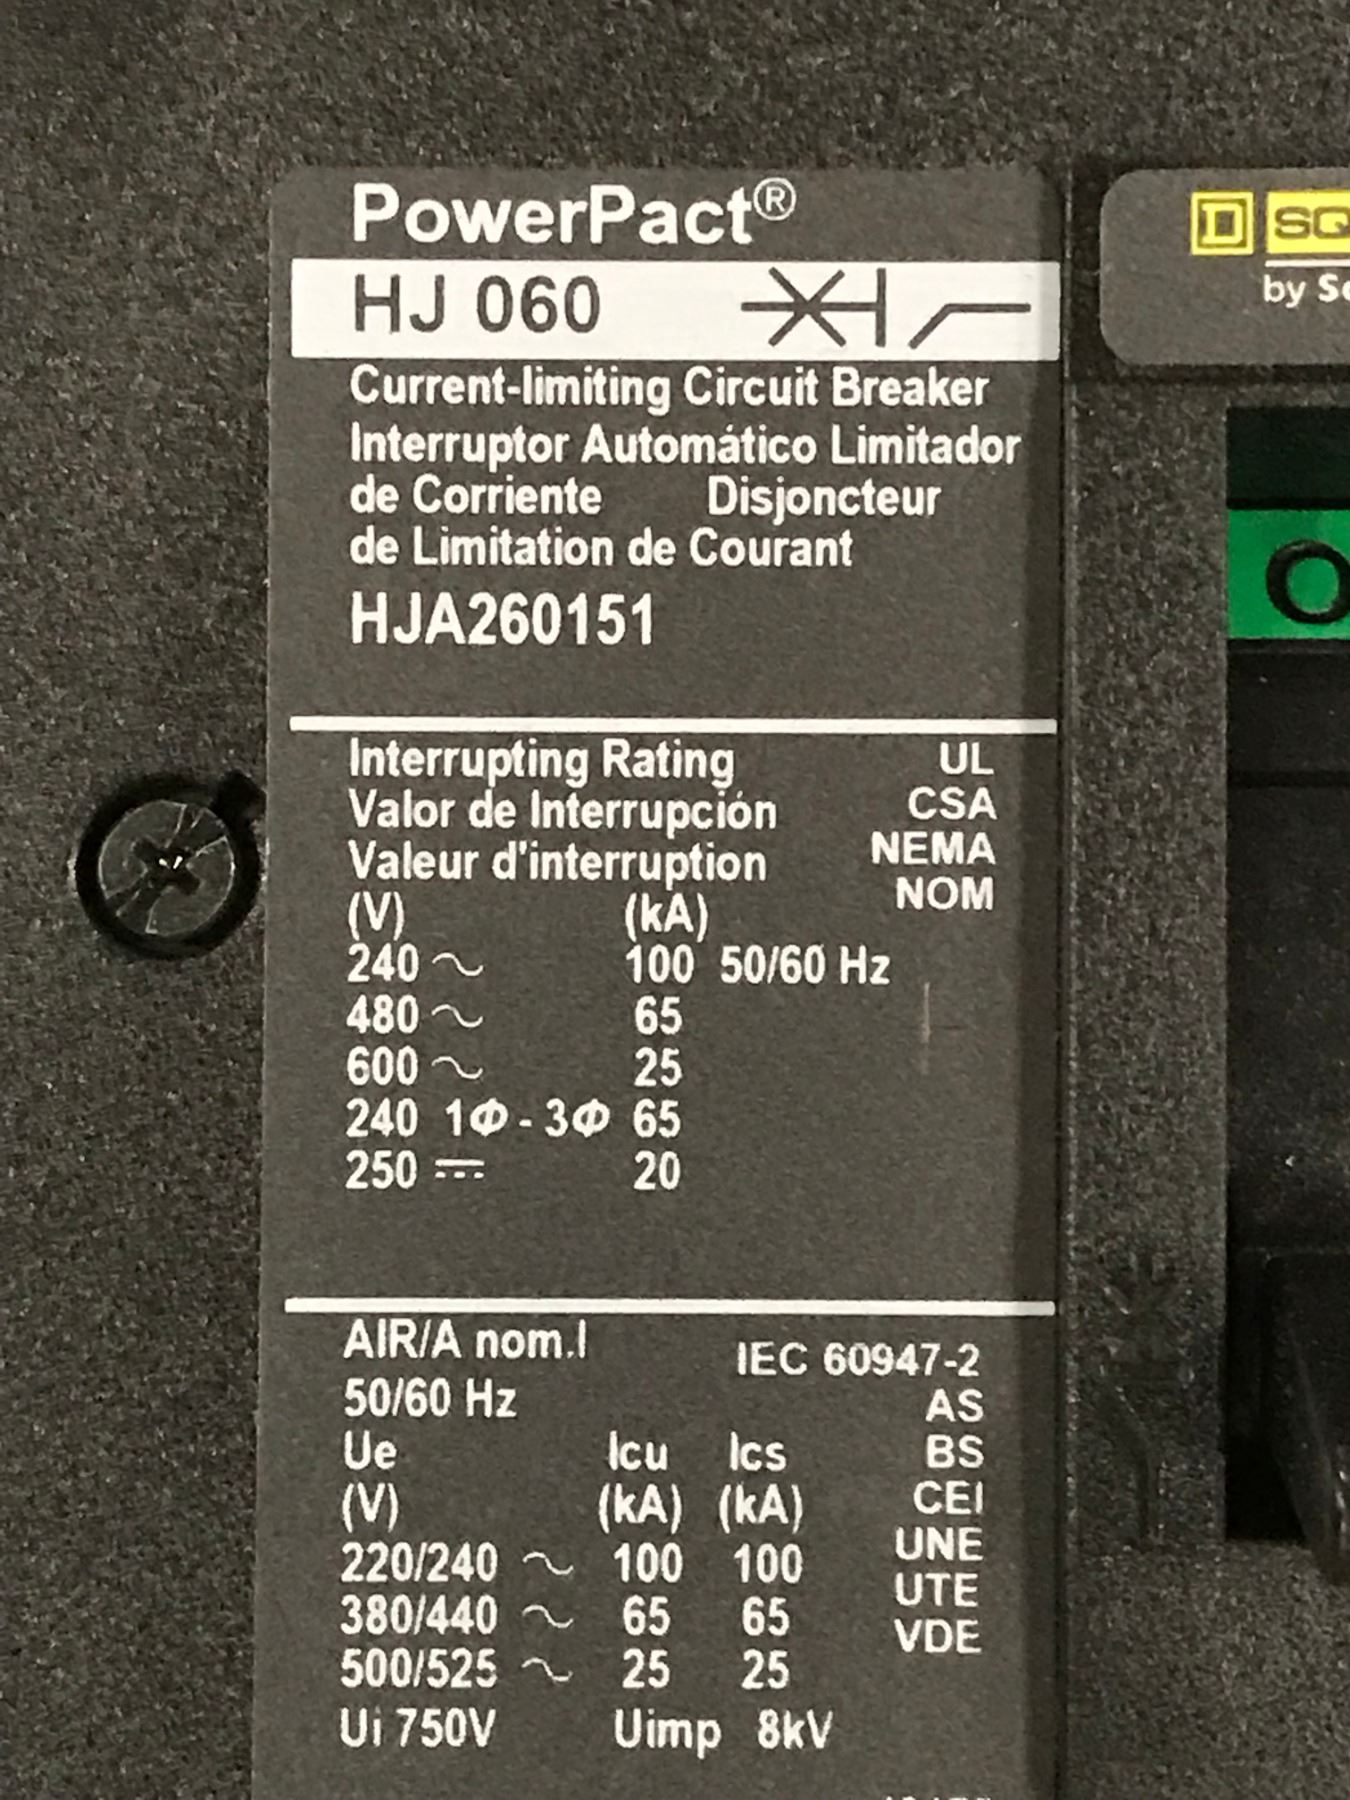 PowerPact®
HJ 060
Current-limiting Circuit Breaker
Interruptor Automático Limitador
de Corriente Disjoncteur
de Limitation de Courant
HJA260151
Interrupting Rating UL
Valor de Interrupción CSA
Valeur d'interruption NEMA
(V) (kA) NOM
240 ~ 100 50/60 Hz
480 ~ 65
600 ~ 25
240 1Φ - 3Φ 65
250 ⎓ 20
AIR/A nom.I IEC 60947-2
50/60 Hz AS
Ue Icu Ics BS
(V) (kA) (kA) CEI
220/240 ~ 100 100 UNE
380/440 ~ 65 65 UTE
500/525 ~ 25 25 VDE
Ui 750V Uimp 8kV
D SQ
by Sc
O